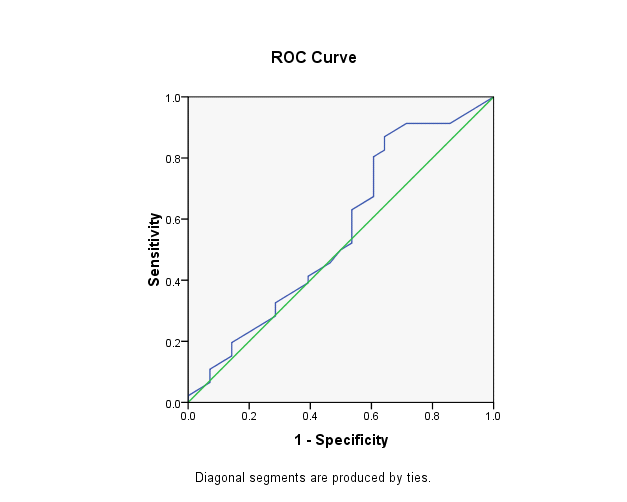 ROC Curve
Sensitivity
1.0
0.8
0.6
0.4
0.2
0.0
0.0 0.2 0.4 0.6 0.8 1.0
1 - Specificity
Diagonal segments are produced by ties.